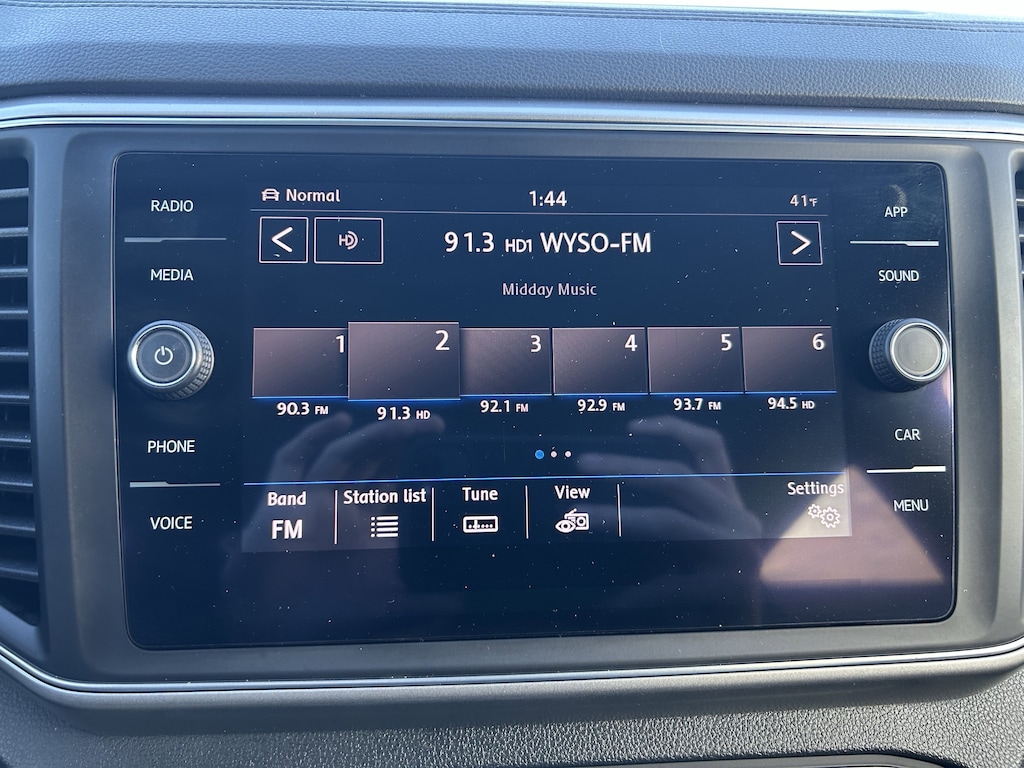 RADIO
MEDIA
PHONE
VOICE
Normal 1:44 41°F
< HD 91.3 HD1 WYSO-FM >
Midday Music
1 2 3 4 5 6
90.3 FM 91.3 HD 92.1 FM 92.9 FM 93.7 FM 94.5 HD
Band Station list Tune View Settings
FM
APP
SOUND
CAR
MENU